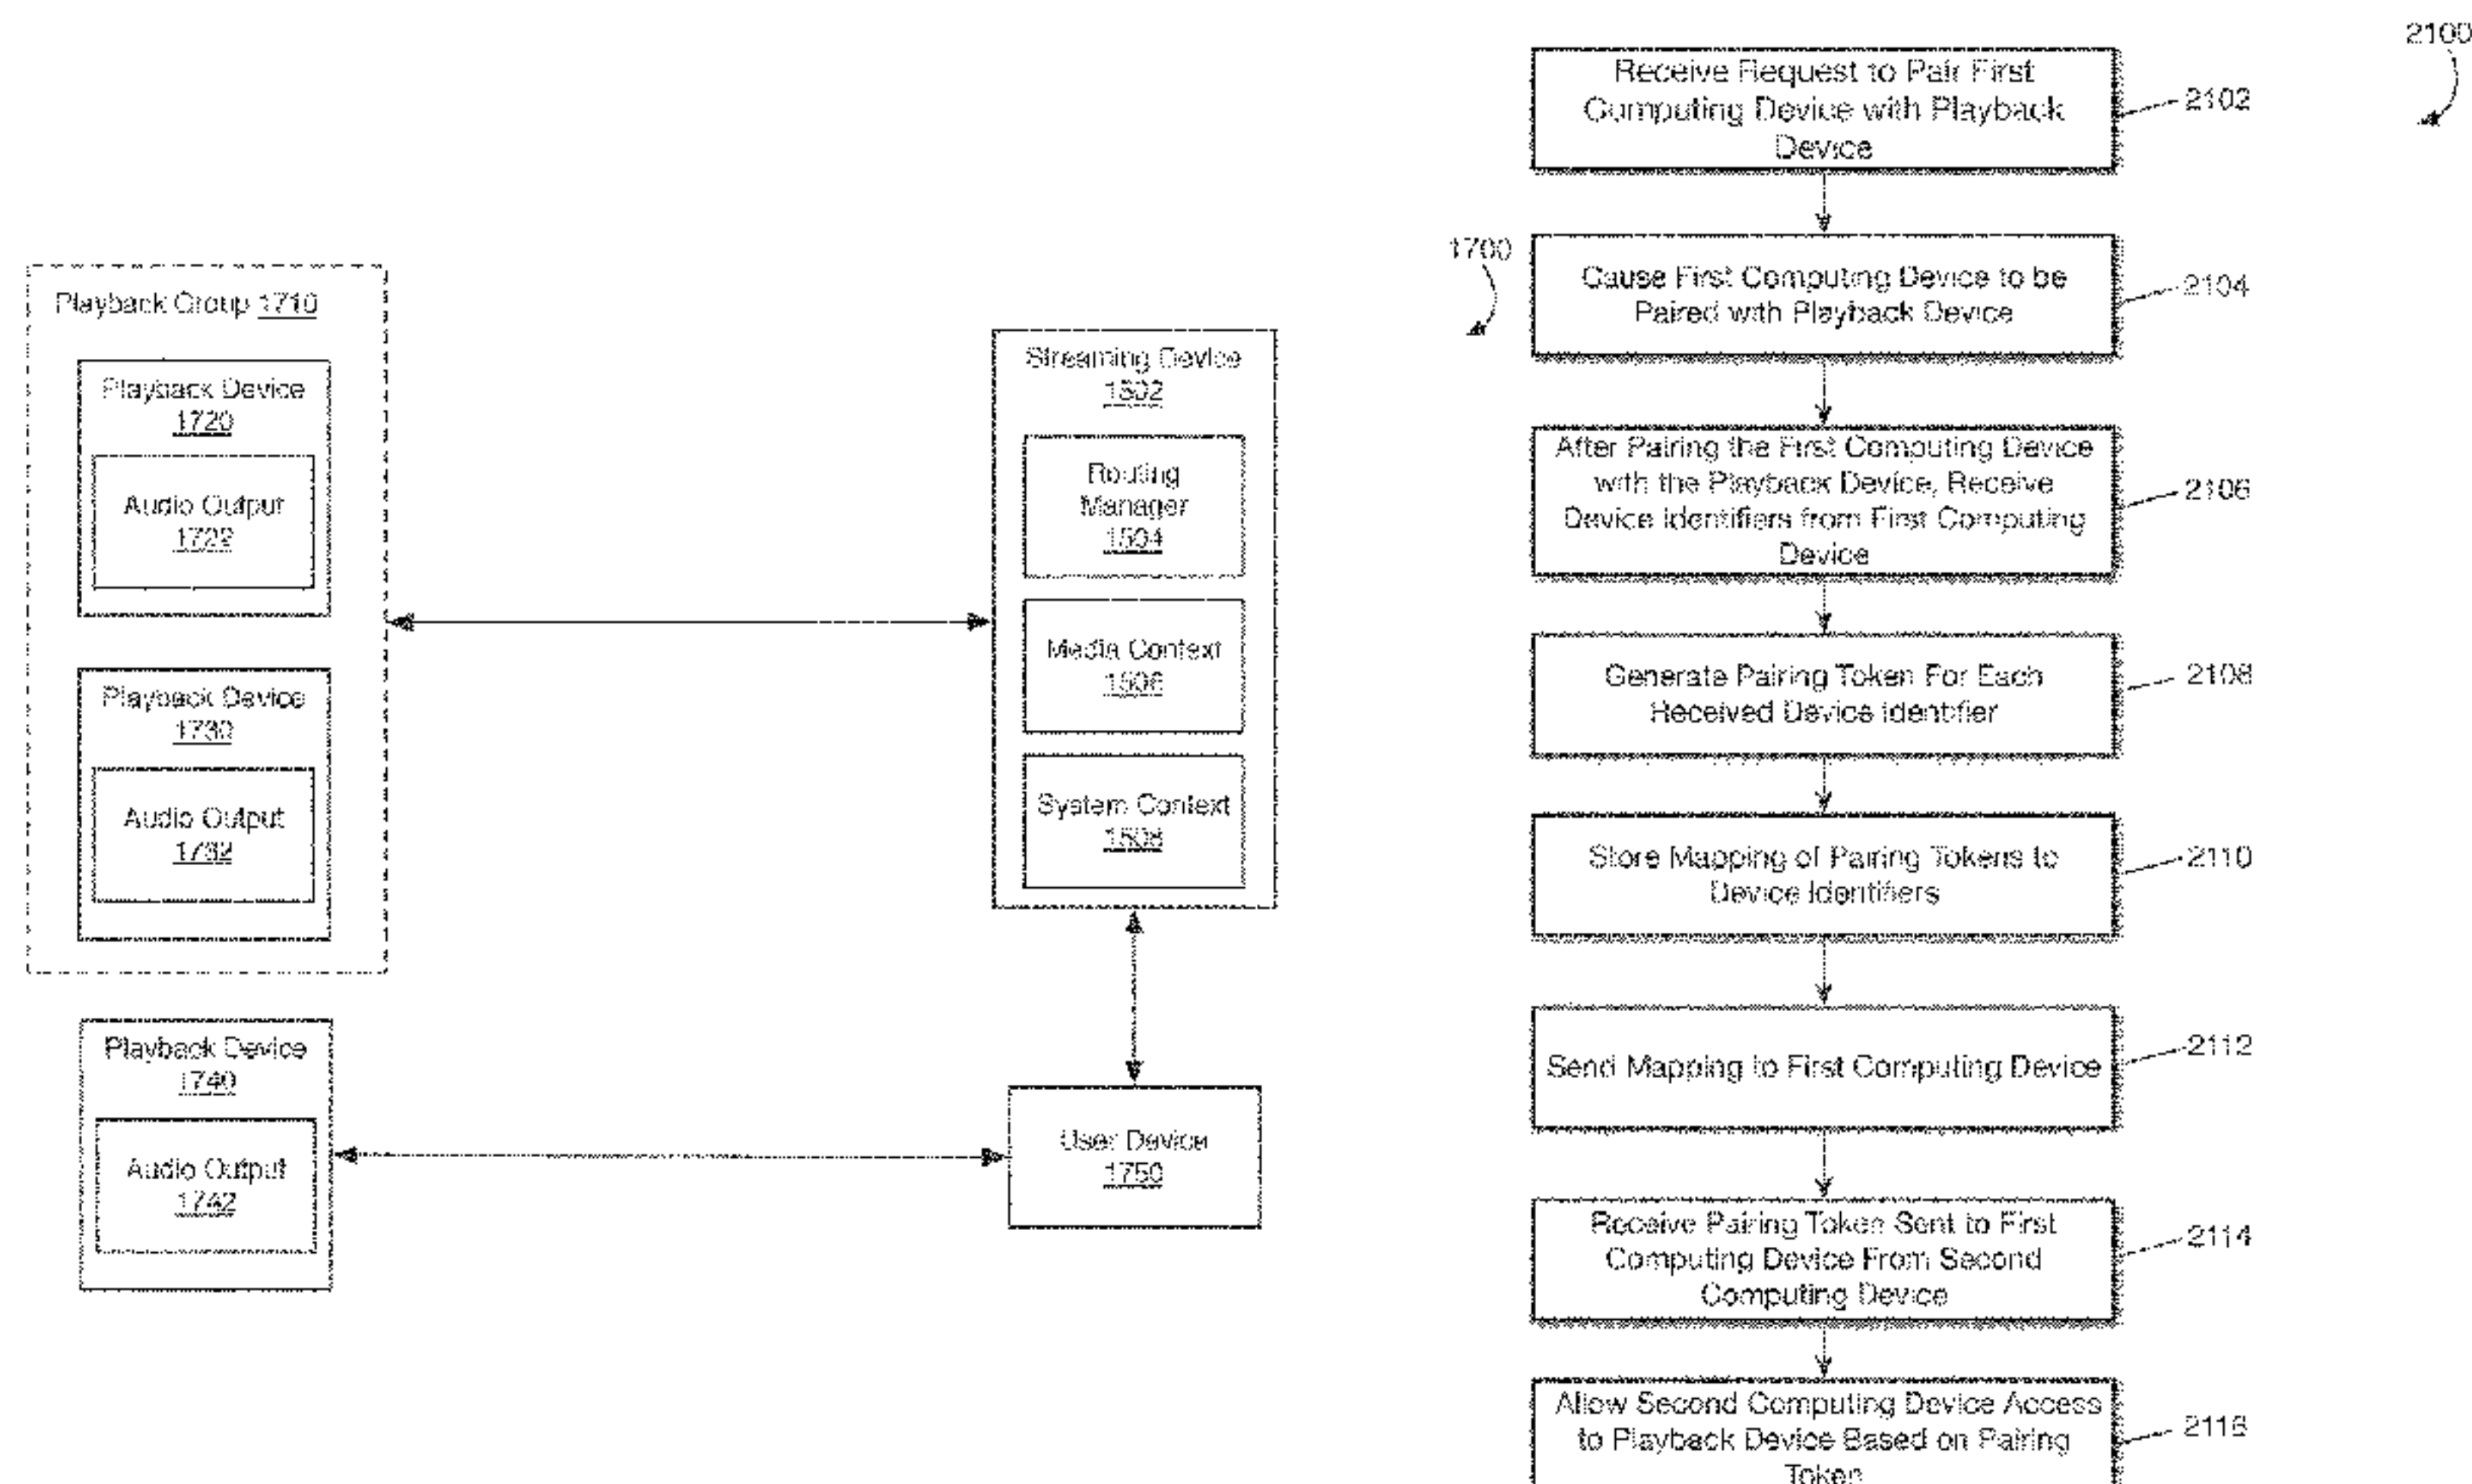 Playback Group 1710
Playback Device
1720
Audio Output
1722
Playback Device
1730
Audio Output
1732
Playback Device
1740
Audio Output
1742
Streaming Device
1502
Routing
Manager
1504
Media Context
1506
System Context
1508
User Device
1750
1700
2100
Receive Request to Pair First
Computing Device with Playback
Device
2102
Cause First Computing Device to be
Paired with Playback Device
2104
After Pairing the First Computing Device
with the Playback Device, Receive
Device Identifiers from First Computing
Device
2106
Generate Pairing Token For Each
Received Device Identifier
2108
Store Mapping of Pairing Tokens to
Device Identifiers
2110
Send Mapping to First Computing Device
2112
Receive Pairing Token Sent to First
Computing Device From Second
Computing Device
2114
Allow Second Computing Device Access
to Playback Device Based on Pairing
Token
2116